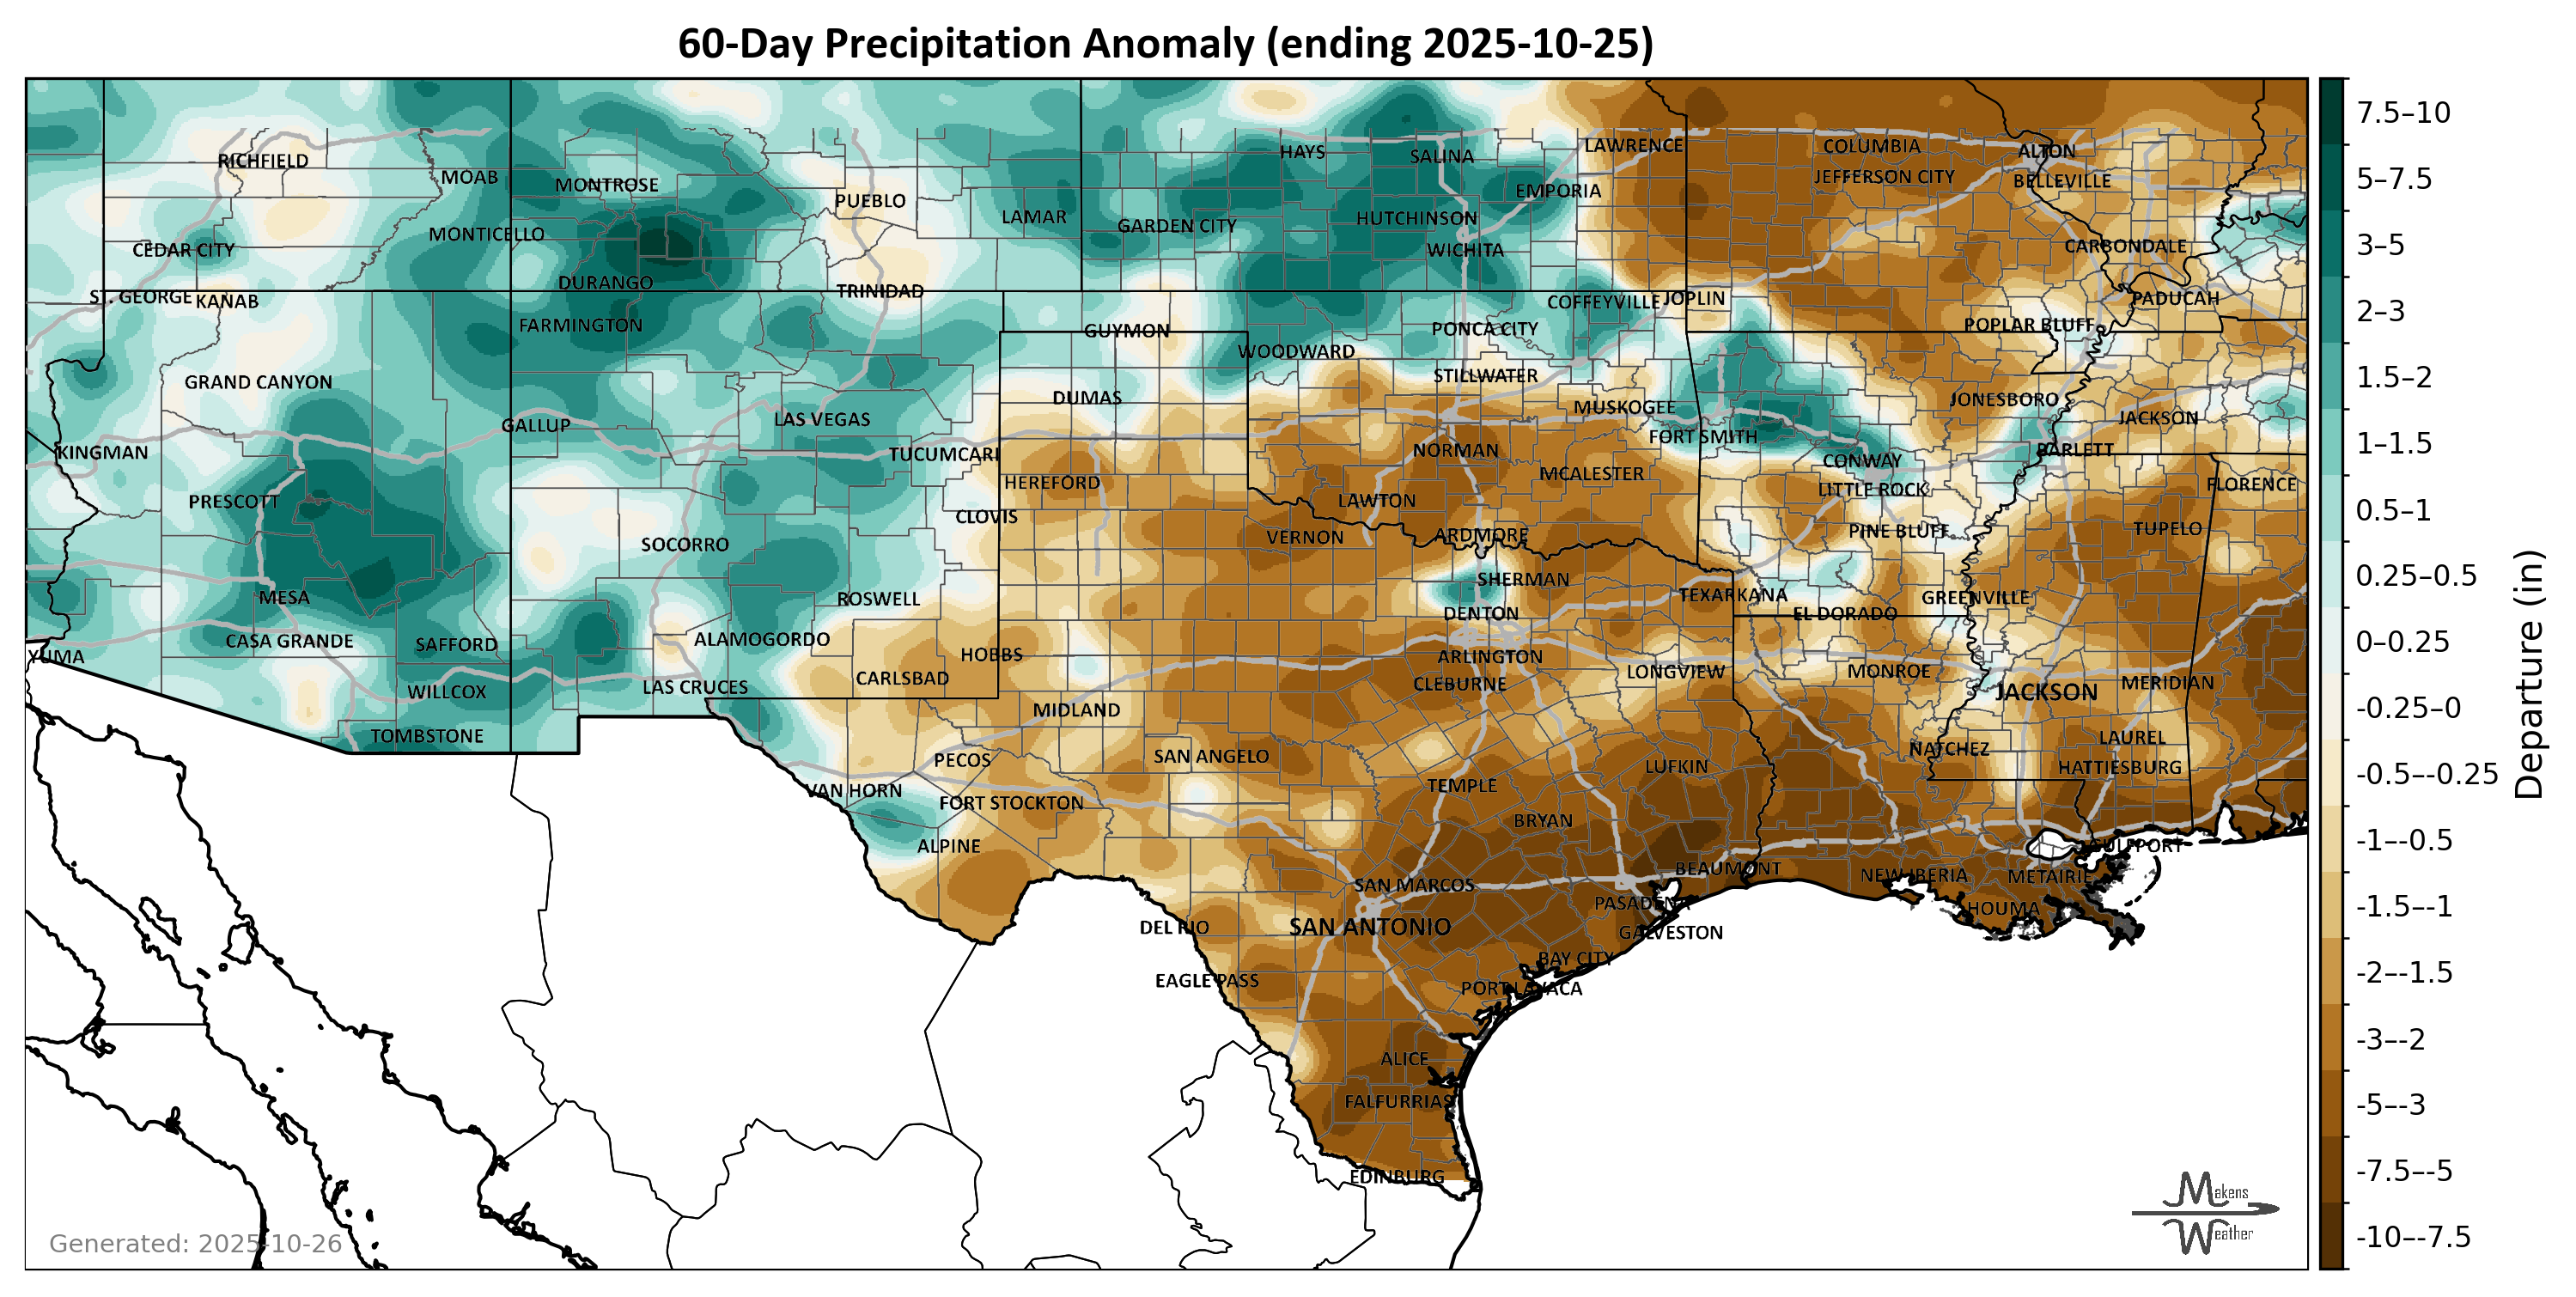 60-Day Precipitation Anomaly (ending 2025-10-25)
RICHFIELD
MOAB
MONTROSE
PUEBLO
LAMAR
HAYS
SALINA
EMPORIA
LAWRENCE
COLUMBIA
ALTON
JEFFERSON CITY
BELLEVILLE
GARDEN CITY
HUTCHINSON
WICHITA
CEDAR CITY
MONTICELLO
CARBONDALE
DURANGO
TRINIDAD
ST. GEORGE
KANAB
COFFEYVILLE
JOPLIN
PADUCAH
FARMINGTON
GUYMON
PONCA CITY
POPLAR BLUFF
WOODWARD
GRAND CANYON
STILLWATER
DUMAS
MUSKOGEE
JONESBORO
JACKSON
GALLUP
LAS VEGAS
FORT SMITH
KINGMAN
TUCUMCARI
NORMAN
CONWAY
BARLETT
HEREFORD
MCALESTER
LITTLE ROCK
FLORENCE
PRESCOTT
CLOVIS
LAWTON
SOCORRO
VERNON
ARDMORE
PINE BLUFF
TUPELO
MESA
ROSWELL
SHERMAN
TEXARKANA
GREENVILLE
DENTON
EL DORADO
CASA GRANDE
SAFFORD
ALAMOGORDO
HOBBS
ARLINGTON
YUMA
CARLSBAD
CLEBURNE
LONGVIEW
MONROE
WILLCOX
LAS CRUCES
JACKSON
MERIDIAN
MIDLAND
TOMBSTONE
PECOS
SAN ANGELO
NATCHEZ
LAUREL
LUFKIN
HATTIESBURG
VAN HORN
FORT STOCKTON
TEMPLE
BRYAN
ALPINE
GULFPORT
BEAUMONT
SAN MARCOS
NEW IBERIA
METAIRIE
PASADENA
HOUMA
DEL RIO
SAN ANTONIO
GALVESTON
BAY CITY
EAGLE PASS
PORT LAVACA
ALICE
FALFURRIAS
EDINBURG
Generated: 2025-10-26
Makens
Weather
7.5–10
5–7.5
3–5
2–3
1.5–2
1–1.5
0.5–1
0.25–0.5
0–0.25
-0.25–0
-0.5–-0.25
-1–-0.5
-1.5–-1
-2–-1.5
-3–-2
-5–-3
-7.5–-5
-10–-7.5
Departure (in)